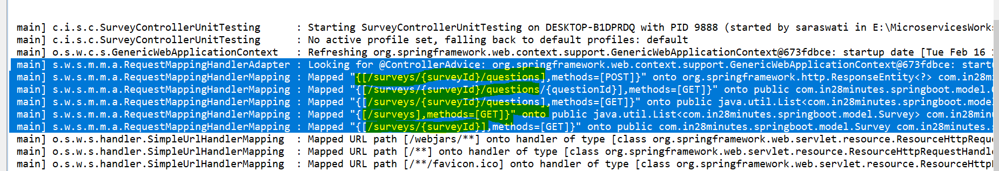 main] c.i.s.c.SurveyControllerUnitTesting : Starting SurveyControllerUnitTesting on DESKTOP-B1DPRDQ with PID 9888 (started by saraswati in E:\MicroservicesWorks
main] c.i.s.c.SurveyControllerUnitTesting : No active profile set, falling back to default profiles: default
main] o.s.w.c.s.GenericWebApplicationContext : Refreshing org.springframework.web.context.support.GenericWebApplicationContext@673fdbce: startup date [Tue Feb 16
main] s.w.s.m.m.a.RequestMappingHandlerAdapter : Looking for @ControllerAdvice: org.springframework.web.context.support.GenericWebApplicationContext@673fdbce: startu
main] s.w.s.m.m.a.RequestMappingHandlerMapping : Mapped "{[/surveys/{surveyId}/questions],methods=[POST]}" onto org.springframework.http.ResponseEntity<?> com.in28m
main] s.w.s.m.m.a.RequestMappingHandlerMapping : Mapped "{[/surveys/{surveyId}/questions/{questionId}],methods=[GET]}" onto public com.in28minutes.springboot.model.
main] s.w.s.m.m.a.RequestMappingHandlerMapping : Mapped "{[/surveys/{surveyId}/questions],methods=[GET]}" onto public java.util.List<com.in28minutes.springboot.model
main] s.w.s.m.m.a.RequestMappingHandlerMapping : Mapped "{[/surveys],methods=[GET]}" onto public java.util.List<com.in28minutes.springboot.model.Survey> com.in28min
main] s.w.s.m.m.a.RequestMappingHandlerMapping : Mapped "{[/surveys/{surveyId}],methods=[GET]}" onto public com.in28minutes.springboot.model.Survey com.in28minutes.s
main] o.s.w.s.handler.SimpleUrlHandlerMapping : Mapped URL path [/webjars/**] onto handler of type [class org.springframework.web.servlet.resource.ResourceHttpReque
main] o.s.w.s.handler.SimpleUrlHandlerMapping : Mapped URL path [/**] onto handler of type [class org.springframework.web.servlet.resource.ResourceHttpRequestHandl
main] o.s.w.s.handler.SimpleUrlHandlerMapping : Mapped URL path [/**/favicon.ico] onto handler of type [class org.springframework.web.servlet.resource.ResourceHttpR